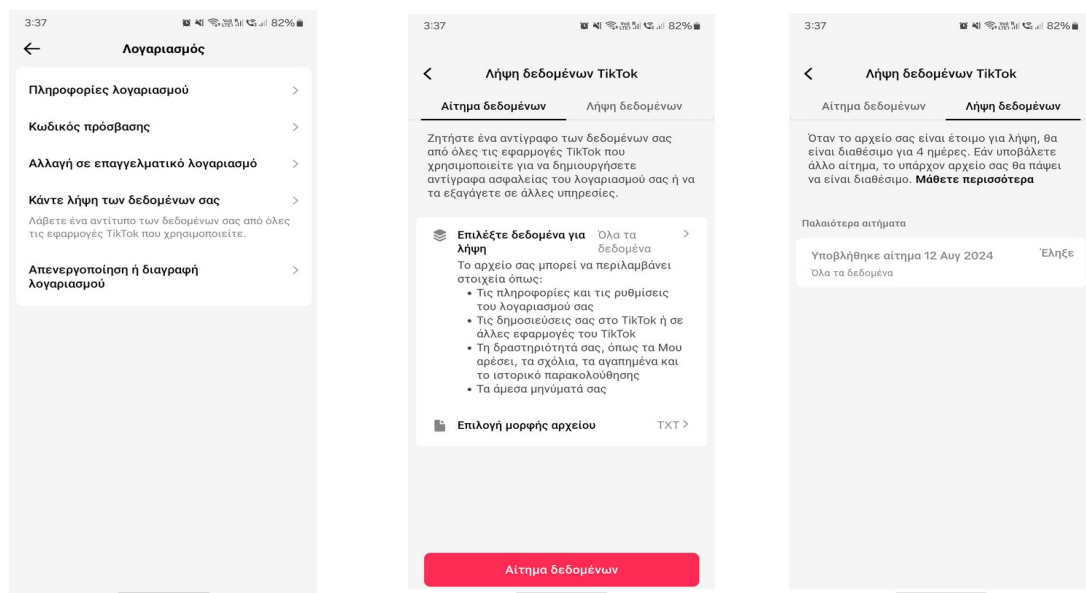 3:37
82%
Λογαριασμός
Πληροφορίες λογαριασμού
Κωδικός πρόσβασης
Αλλαγή σε επαγγελματικό λογαριασμό
Κάντε λήψη των δεδομένων σας
Λάβετε ένα αντίτυπο των δεδομένων σας από όλες
τις εφαρμογές TikTok που χρησιμοποιείτε.
Απενεργοποίηση ή διαγραφή
λογαριασμού
3:37
82%
Λήψη δεδομένων TikTok
Αίτημα δεδομένων Λήψη δεδομένων
Ζητήστε ένα αντίγραφο των δεδομένων σας
από όλες τις εφαρμογές TikTok που
χρησιμοποιείτε για να δημιουργήσετε
αντίγραφα ασφαλείας του λογαριασμού σας ή να
τα εξαγάγετε σε άλλες υπηρεσίες.
Επιλέξτε δεδομένα για Όλα τα
λήψη δεδομένα
Το αρχείο σας μπορεί να περιλαμβάνει
στοιχεία όπως:
• Τις πληροφορίες και τις ρυθμίσεις
του λογαριασμού σας
• Τις δημοσιεύσεις σας στο TikTok ή σε
άλλες εφαρμογές του TikTok
• Τη δραστηριότητά σας, όπως τα Μου
αρέσει, τα σχόλια, τα αγαπημένα και
το ιστορικό παρακολούθησης
• Τα άμεσα μηνύματά σας
Επιλογή μορφής αρχείου TXT
Αίτημα δεδομένων
3:37
82%
Λήψη δεδομένων TikTok
Αίτημα δεδομένων Λήψη δεδομένων
Όταν το αρχείο σας είναι έτοιμο για λήψη, θα
είναι διαθέσιμο για 4 ημέρες. Εάν υποβάλετε
άλλο αίτημα, το υπάρχον αρχείο σας θα πάψει
να είναι διαθέσιμο. Μάθετε περισσότερα
Παλαιότερα αιτήματα
Υποβλήθηκε αίτημα 12 Αυγ 2024 Έληξε
Όλα τα δεδομένα